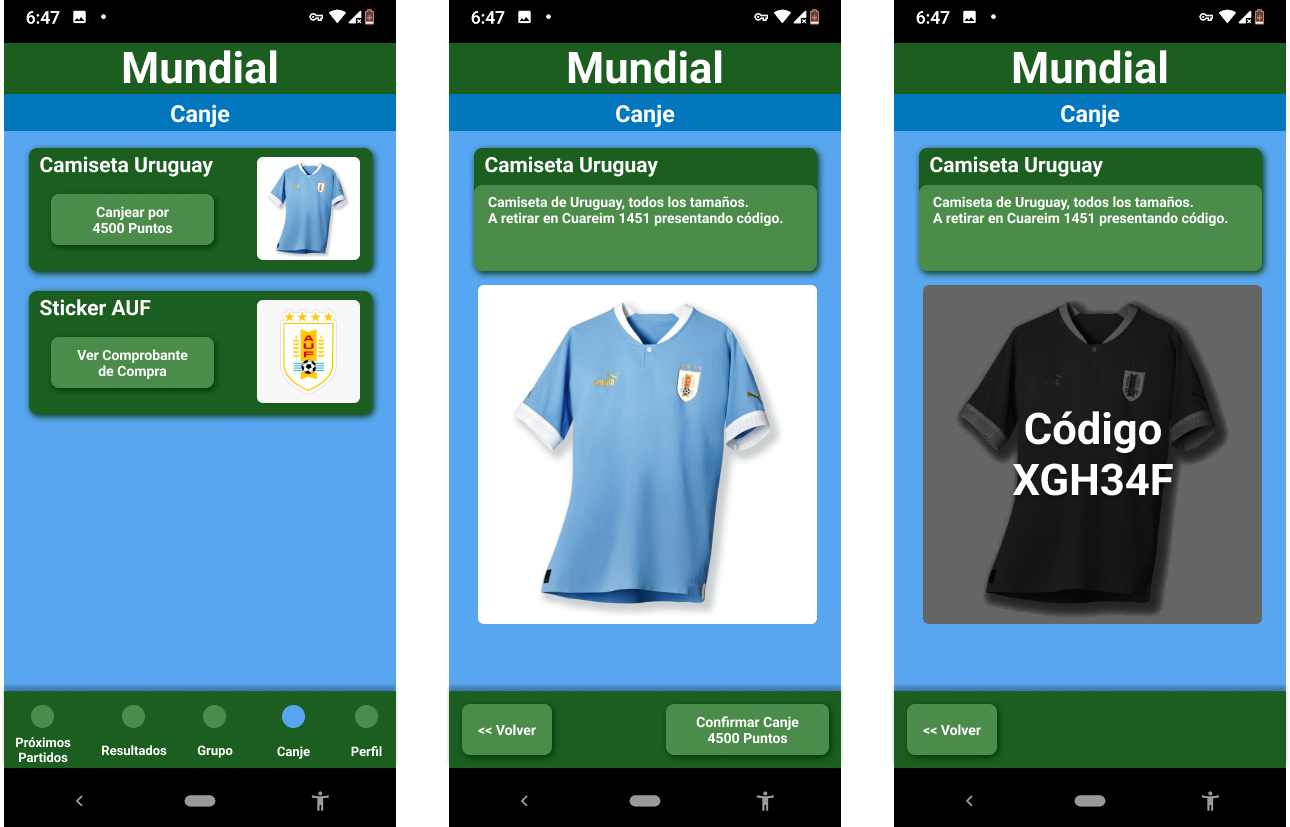 6:47
Mundial
Canje
Camiseta Uruguay
Canjear por
4500 Puntos
Sticker AUF
AUF
Ver Comprobante
de Compra
Próximos
Partidos
Resultados
Grupo
Canje
Perfil
6:47
Mundial
Canje
Camiseta Uruguay
Camiseta de Uruguay, todos los tamaños.
A retirar en Cuareim 1451 presentando código.
<< Volver
Confirmar Canje
4500 Puntos
6:47
Mundial
Canje
Camiseta Uruguay
Camiseta de Uruguay, todos los tamaños.
A retirar en Cuareim 1451 presentando código.
Código
XGH34F
<< Volver